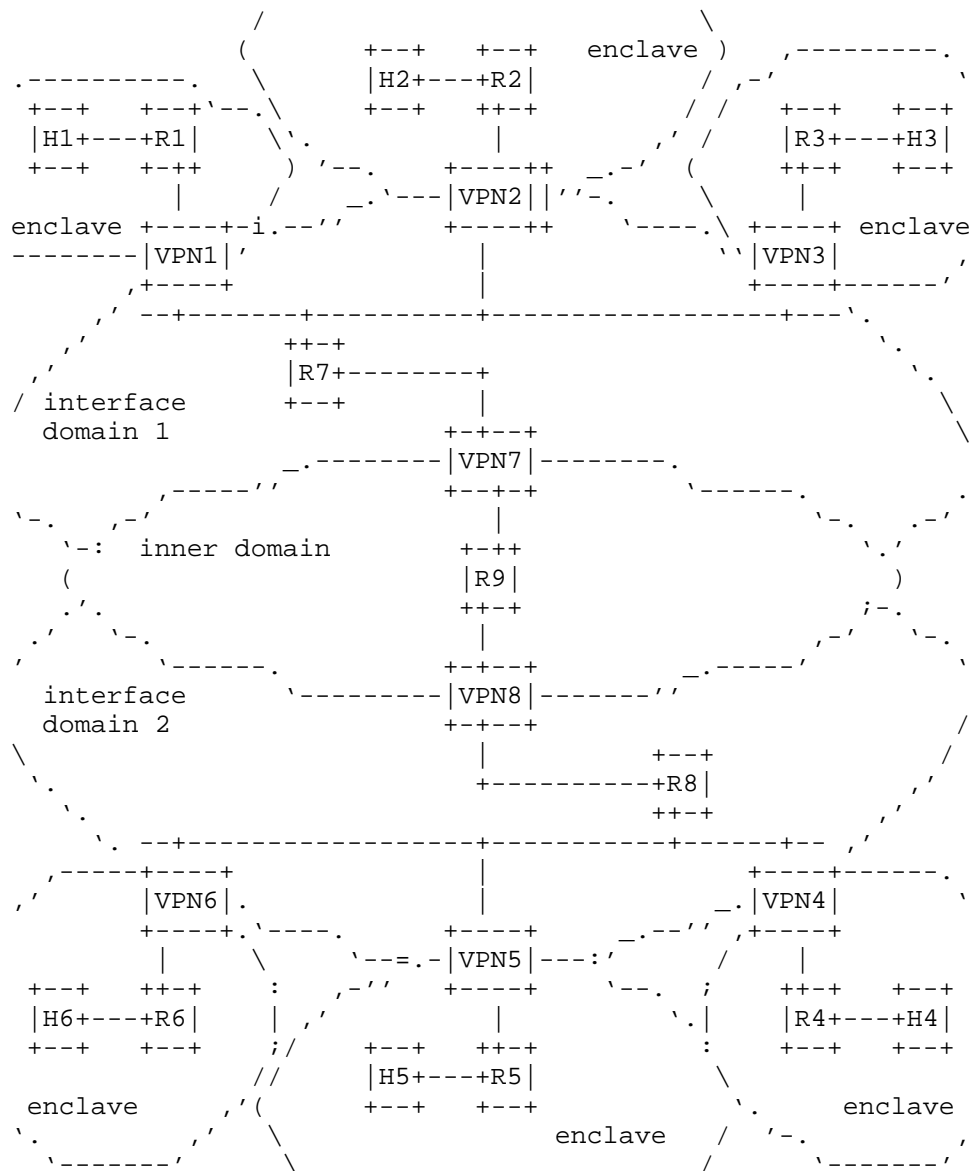 enclave
H2 R2
H1 R1 R3 H3
VPN2
enclave enclave
VPN1 VPN3
R7
interface
domain 1
VPN7
inner domain
R9
interface VPN8
domain 2
R8
VPN6 VPN4
VPN5
H6 R6 R4 H4
H5 R5
enclave enclave
enclave